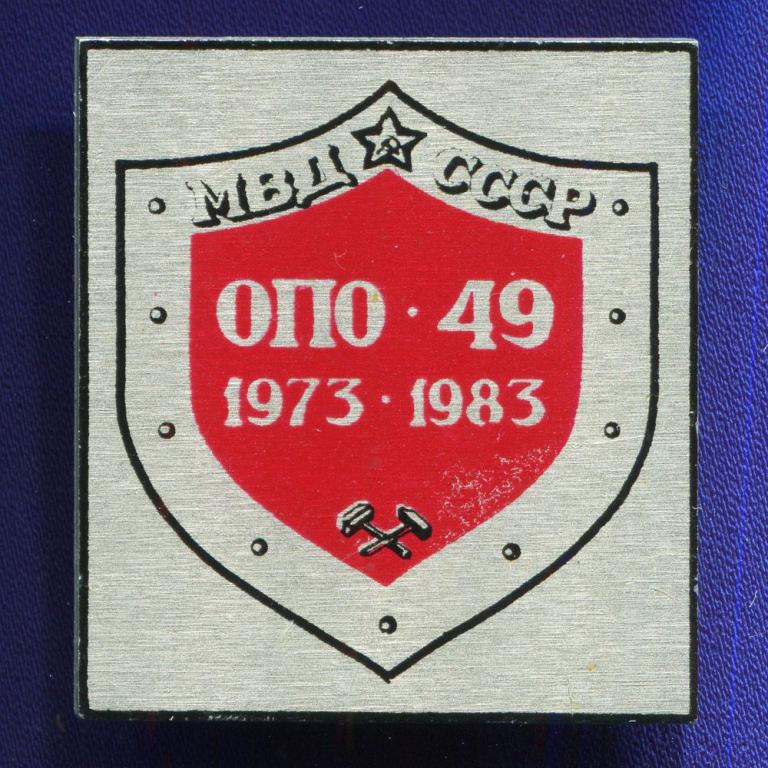 МВД СССР
ОПО · 49
1973 · 1983